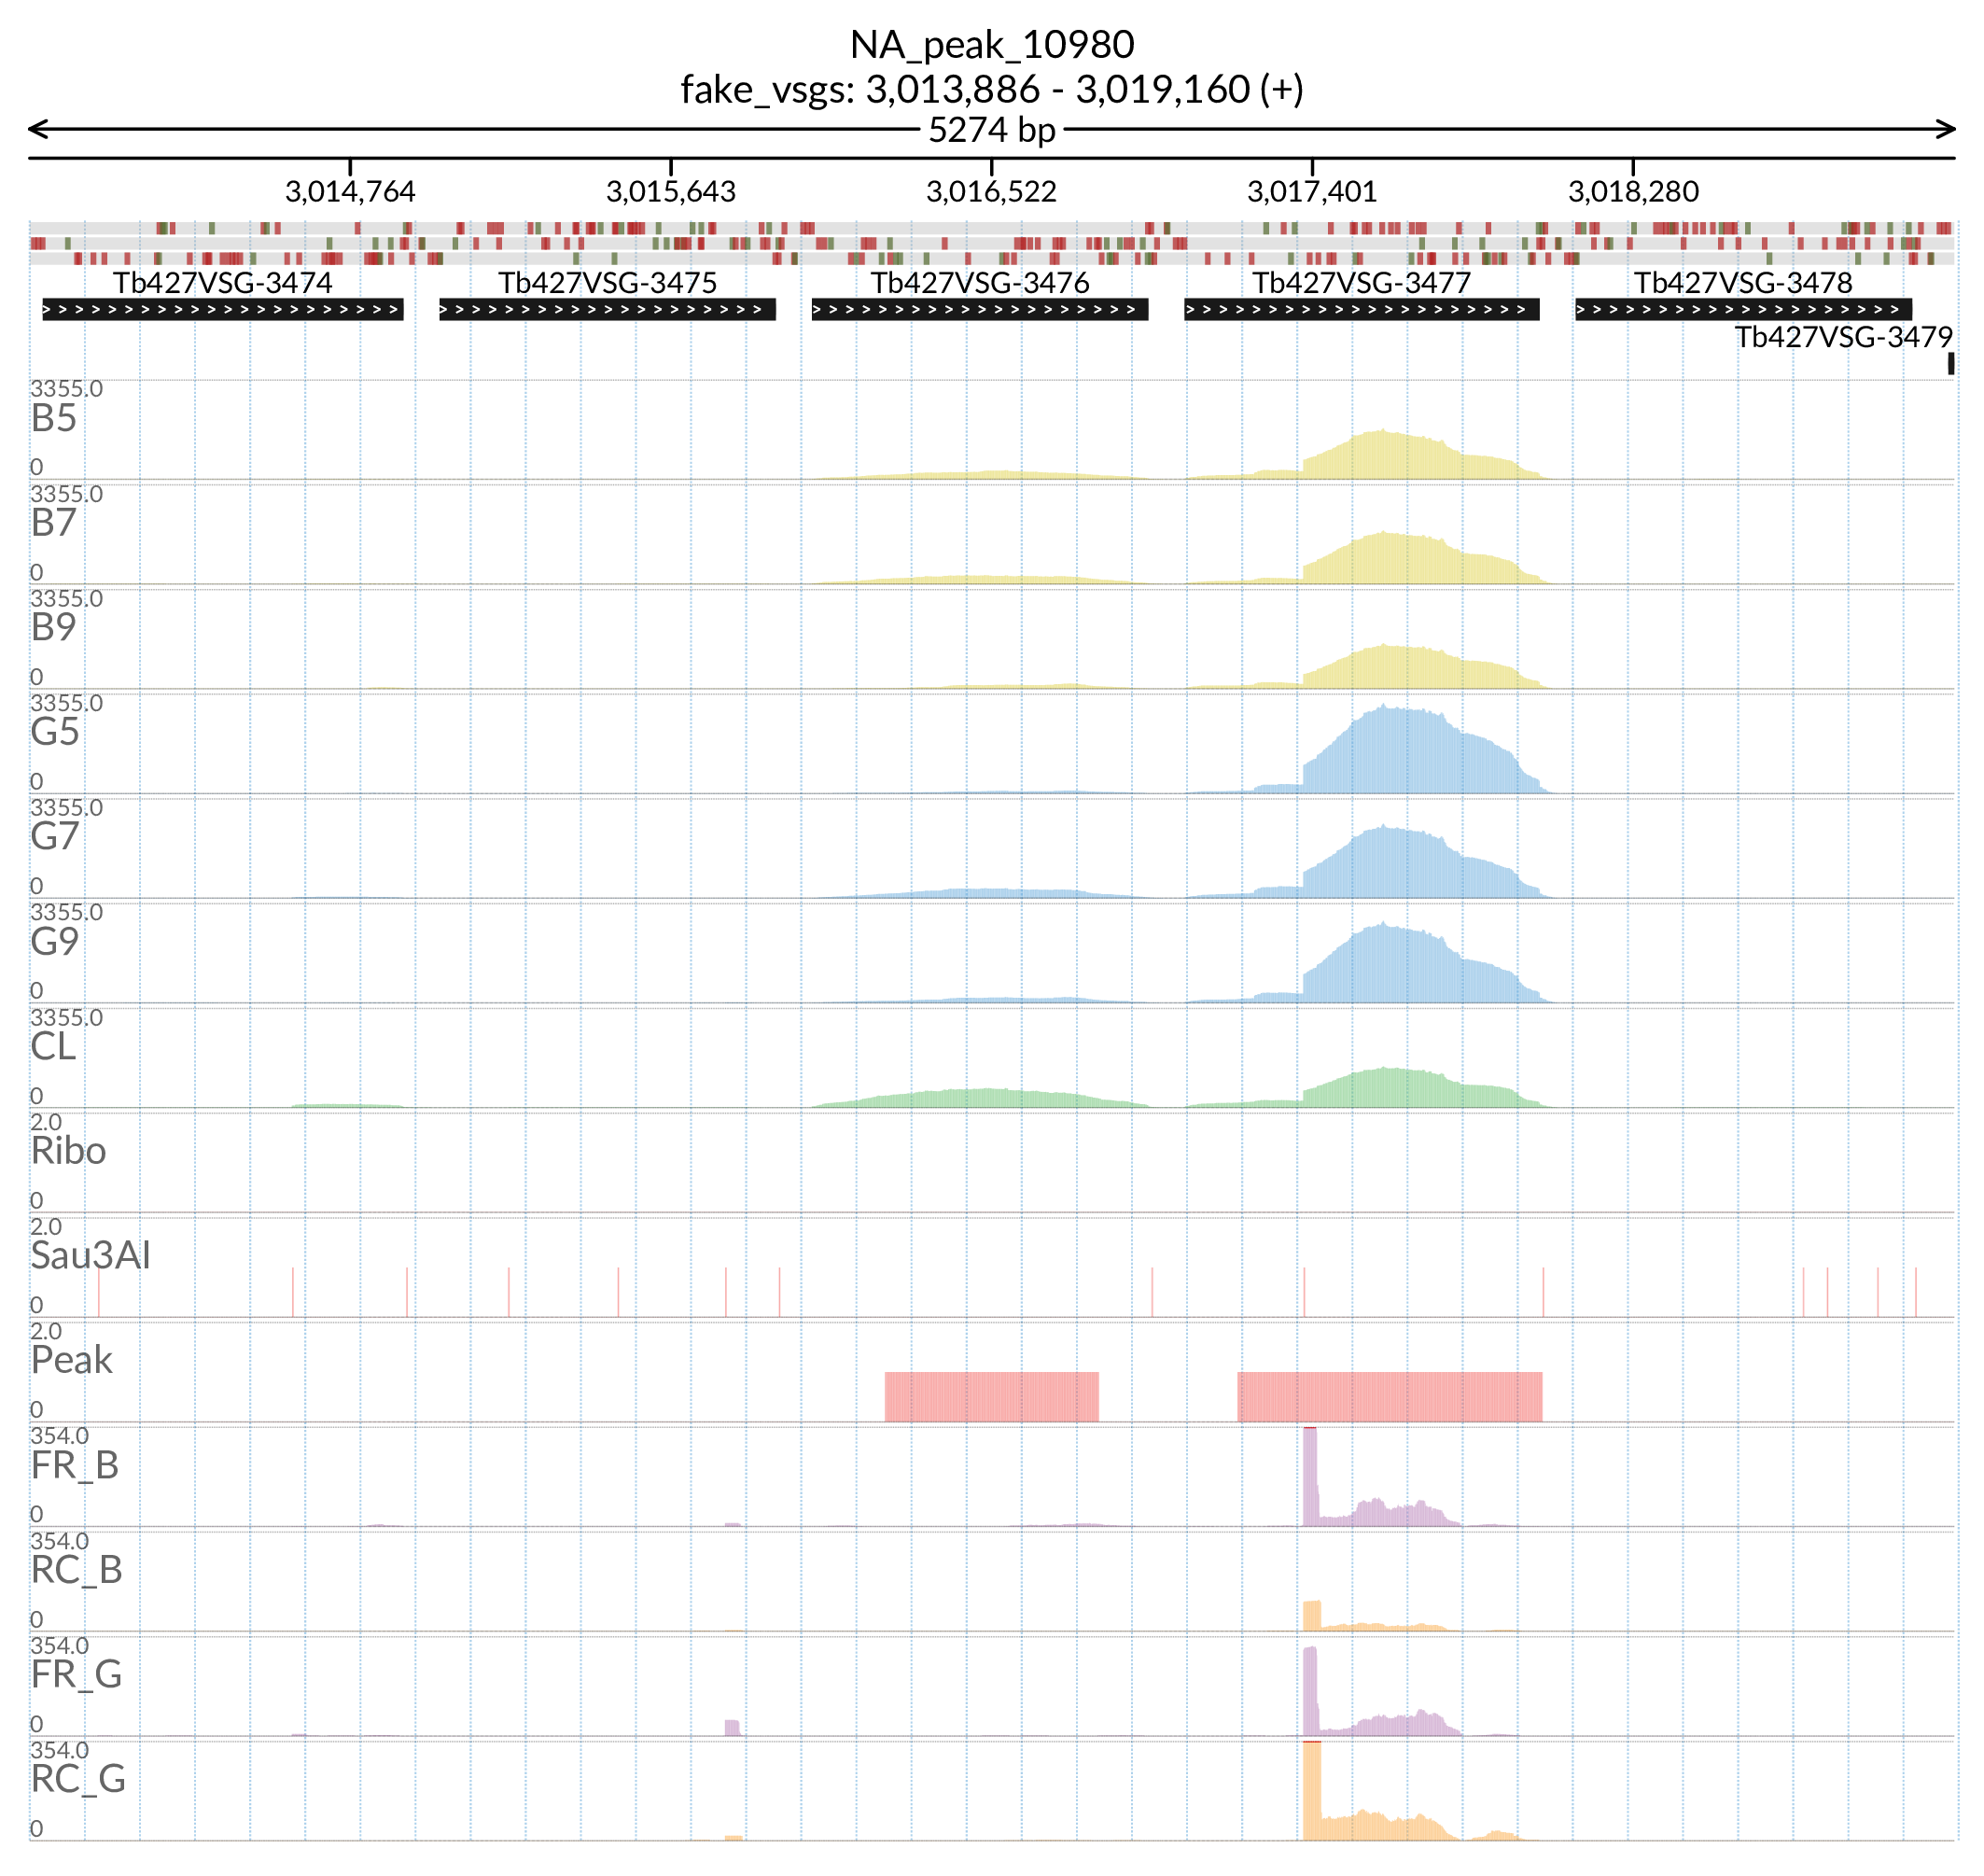 NA_peak_10980
fake_vsgs: 3,013,886 - 3,019,160 (+)
5274 bp
3,014,764 3,015,643 3,016,522 3,017,401 3,018,280
Tb427VSG-3474 Tb427VSG-3475 Tb427VSG-3476 Tb427VSG-3477 Tb427VSG-3478
Tb427VSG-3479
3355.0
B5
0
3355.0
B7
0
3355.0
B9
0
3355.0
G5
0
3355.0
G7
0
3355.0
G9
0
3355.0
CL
0
2.0
Ribo
0
2.0
Sau3AI
0
2.0
Peak
0
354.0
FR_B
0
354.0
RC_B
0
354.0
FR_G
0
354.0
RC_G
0